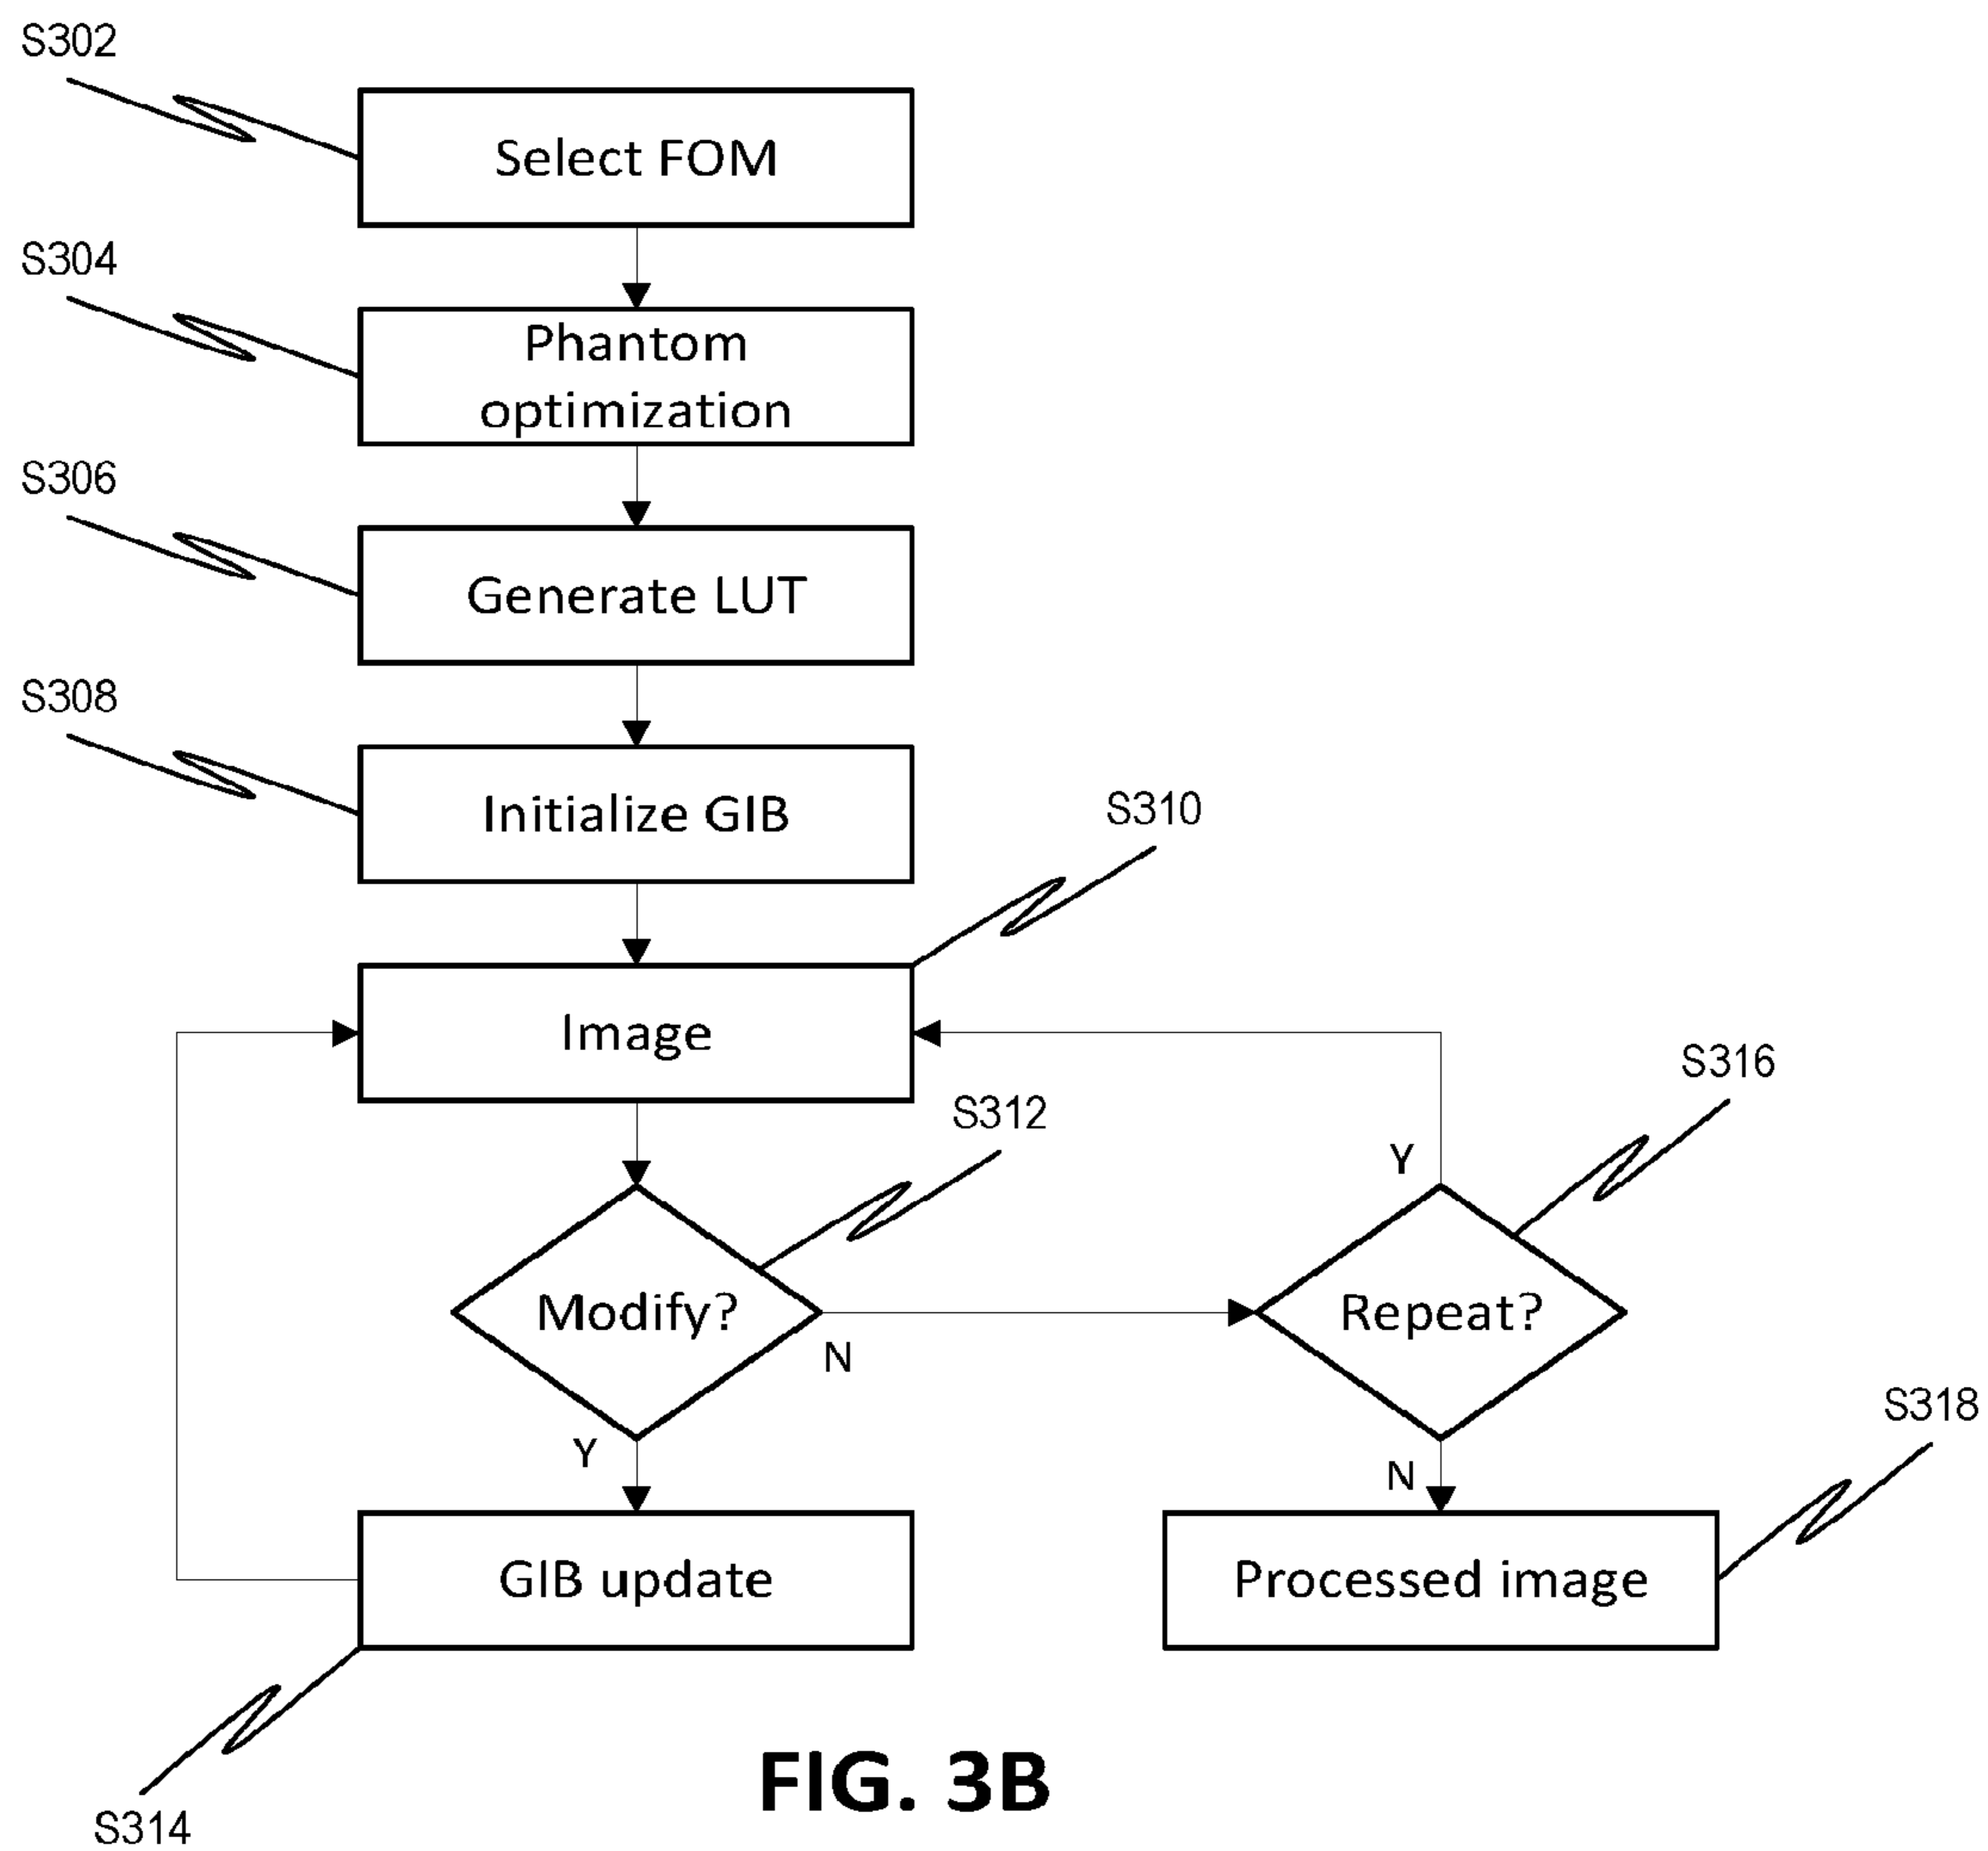 S302
Select FOM
S304
Phantom
optimization
S306
Generate LUT
S308
Initialize GIB
S310
Image
S312
S316
Y
Modify?
N
Repeat?
S318
Y
N
GIB update
Processed image
S314
FIG. 3B